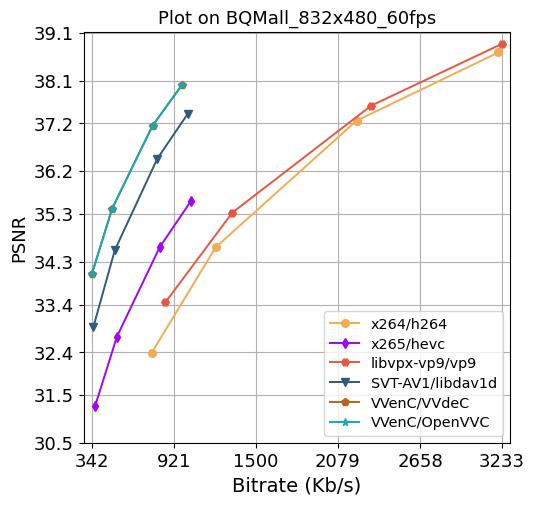 Plot on BQMall_832x480_60fps
39.1
38.1
37.2
36.2
35.3
34.3
33.4
32.4
31.5
30.5
PSNR
x264/h264
x265/hevc
libvpx-vp9/vp9
SVT-AV1/libdav1d
VVenC/VVdeC
VVenC/OpenVVC
342 921 1500 2079 2658 3233
Bitrate (Kb/s)